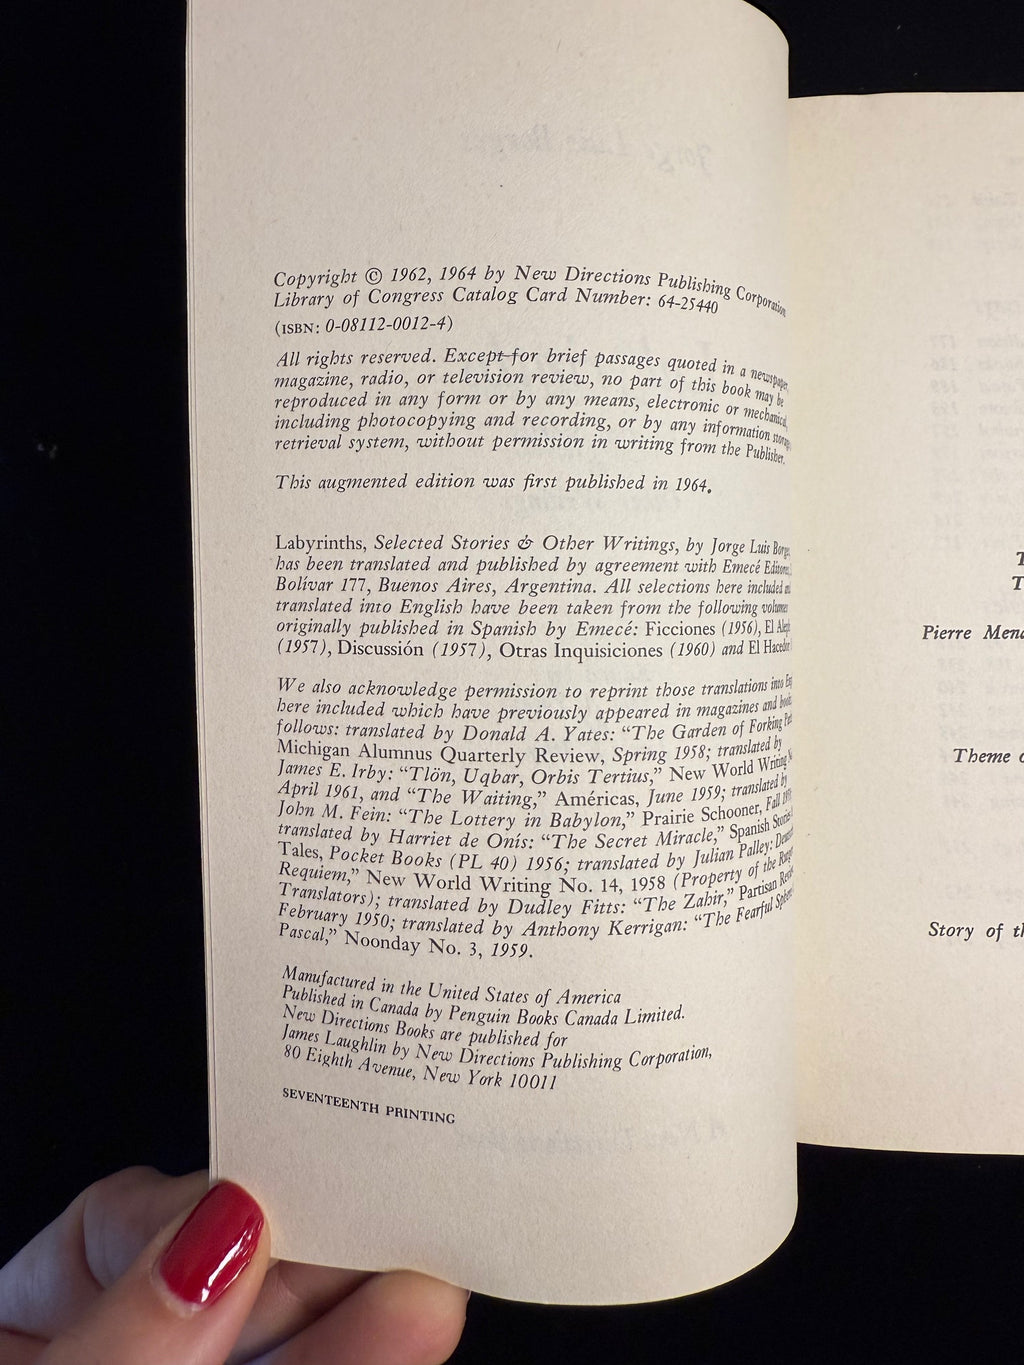 Copyright © 1962, 1964 by New Directions Publishing Corporation
Library of Congress Catalog Card Number: 64-25440
(ISBN: 0-08112-0012-4)
All rights reserved. Except for brief passages quoted in a newspaper,
magazine, radio, or television review, no part of this book may be
reproduced in any form or by any means, electronic or mechanical,
including photocopying and recording, or by any information storage
retrieval system, without permission in writing from the Publisher.
This augmented edition was first published in 1964.
Labyrinths, Selected Stories & Other Writings, by Jorge Luis Borges,
has been translated and published by agreement with Emecé
Bolívar 177, Buenos Aires, Argentina. All selections here included
translated into English have been taken from the following volumes
originally published in Spanish by Emecé: Ficciones (1956), El
(1957), Discussión (1957), Otras Inquisiciones (1960) and El Hacedor
We also acknowledge permission to reprint those translations into
here included which have previously appeared in magazines and
follows: translated by Donald A. Yates: “The Garden of Forking
Michigan Alumnus Quarterly Review, Spring 1958; translated by
James E. Irby: “Tlön, Uqbar, Orbis Tertius,” New World Writing
April 1961, and “The Waiting,” Américas, June 1959; translated by
John M. Fein: “The Lottery in Babylon,” Prairie Schooner, Fall
translated by Harriet de Onís: “The Secret Miracle,” Spanish
Tales, Pocket Books (PL 40) 1956; translated by Julian Palley:
Requiem,” New World Writing No. 14, 1958 (Property of the
Translators); translated by Dudley Fitts: “The Zahir,” Partisan
February 1950; translated by Anthony Kerrigan: “The Fearful
Pascal,” Noonday No. 3, 1959.
Manufactured in the United States of America
Published in Canada by Penguin Books Canada Limited.
New Directions Books are published for
James Laughlin by New Directions Publishing Corporation,
80 Eighth Avenue, New York 10011
SEVENTEENTH PRINTING
Pierre
Theme
Story of